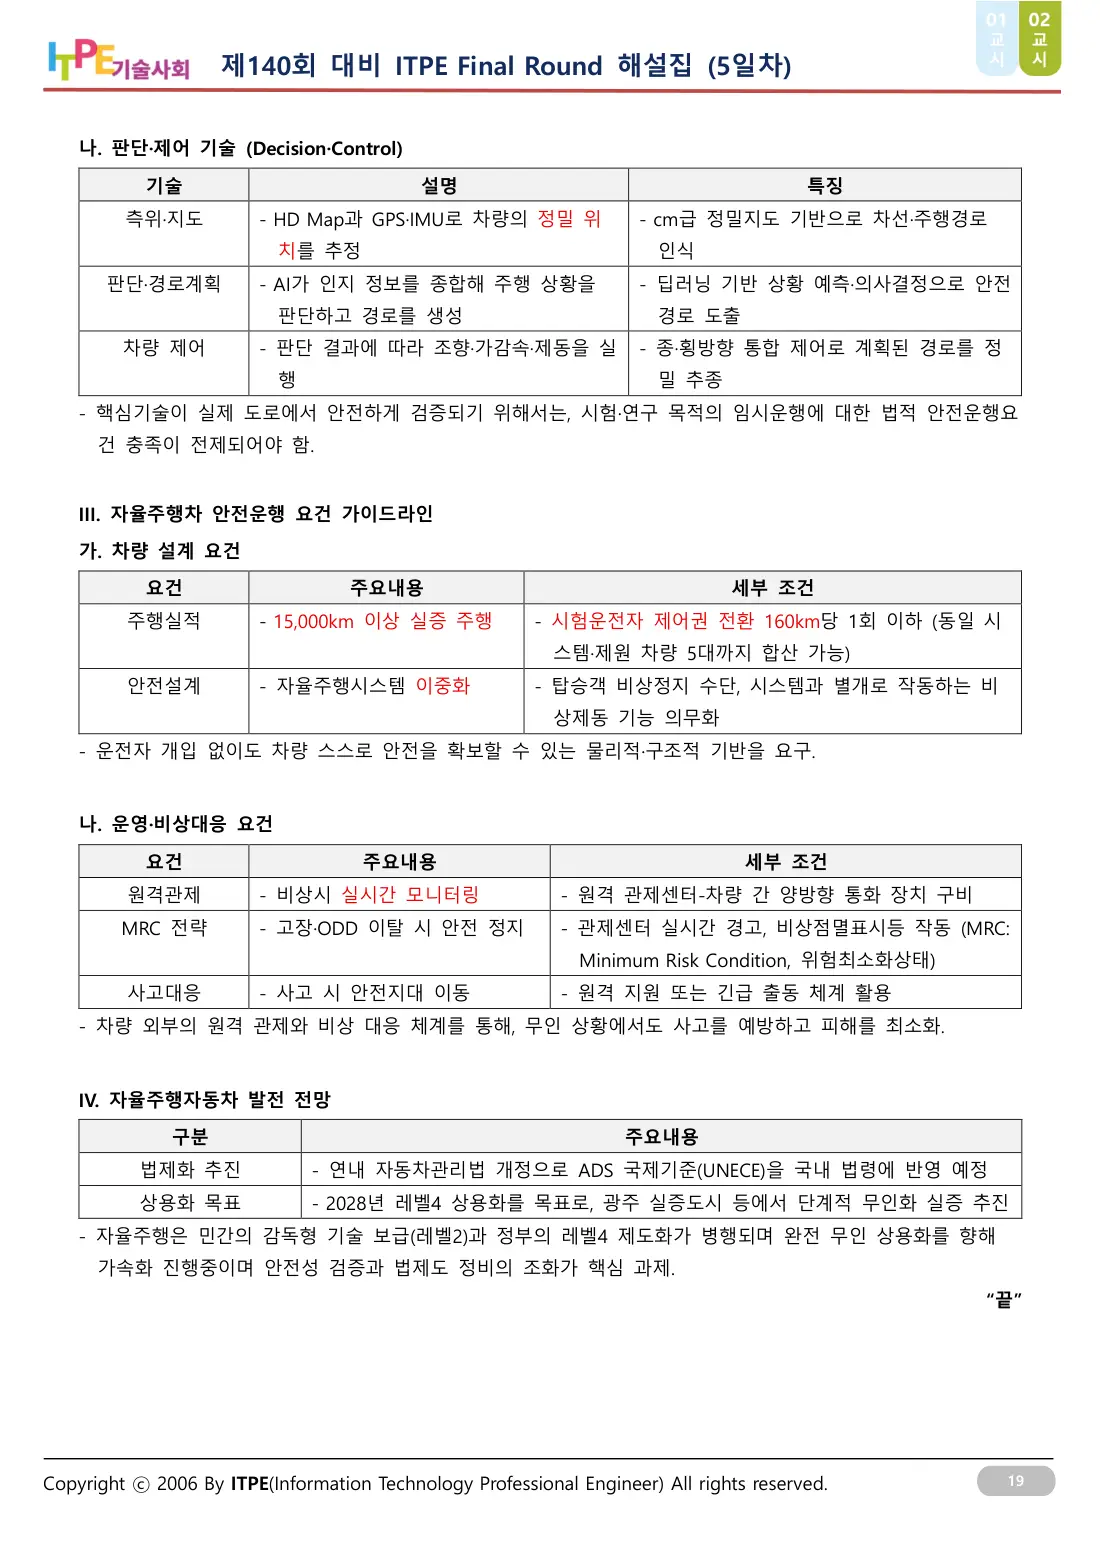 01
교
시
02
교
시
ITPE기술사회
제140회 대비 ITPE Final Round 해설집 (5일차)
나. 판단·제어 기술 (Decision·Control)
기술 설명 특징
측위·지도 - HD Map과 GPS·IMU로 차량의 정밀 위 - cm급 정밀지도 기반으로 차선·주행경로
치를 추정 인식
판단·경로계획 - AI가 인지 정보를 종합해 주행 상황을 - 딥러닝 기반 상황 예측·의사결정으로 안전
판단하고 경로를 생성 경로 도출
차량 제어 - 판단 결과에 따라 조향·가감속·제동을 실 - 종·횡방향 통합 제어로 계획된 경로를 정
행 밀 추종
- 핵심기술이 실제 도로에서 안전하게 검증되기 위해서는, 시험·연구 목적의 임시운행에 대한 법적 안전운행요
건 충족이 전제되어야 함.
III. 자율주행차 안전운행 요건 가이드라인
가. 차량 설계 요건
요건 주요내용 세부 조건
주행실적 - 15,000km 이상 실증 주행 - 시험운전자 제어권 전환 160km당 1회 이하 (동일 시
스템·제원 차량 5대까지 합산 가능)
안전설계 - 자율주행시스템 이중화 - 탑승객 비상정지 수단, 시스템과 별개로 작동하는 비
상제동 기능 의무화
- 운전자 개입 없이도 차량 스스로 안전을 확보할 수 있는 물리적·구조적 기반을 요구.
나. 운영·비상대응 요건
요건 주요내용 세부 조건
원격관제 - 비상시 실시간 모니터링 - 원격 관제센터-차량 간 양방향 통화 장치 구비
MRC 전략 - 고장·ODD 이탈 시 안전 정지 - 관제센터 실시간 경고, 비상점멸표시등 작동 (MRC:
Minimum Risk Condition, 위험최소화상태)
사고대응 - 사고 시 안전지대 이동 - 원격 지원 또는 긴급 출동 체계 활용
- 차량 외부의 원격 관제와 비상 대응 체계를 통해, 무인 상황에서도 사고를 예방하고 피해를 최소화.
IV. 자율주행자동차 발전 전망
구분 주요내용
법제화 추진 - 연내 자동차관리법 개정으로 ADS 국제기준(UNECE)을 국내 법령에 반영 예정
상용화 목표 - 2028년 레벨4 상용화를 목표로, 광주 실증도시 등에서 단계적 무인화 실증 추진
- 자율주행은 민간의 감독형 기술 보급(레벨2)과 정부의 레벨4 제도화가 병행되며 완전 무인 상용화를 향해
가속화 진행중이며 안전성 검증과 법제도 정비의 조화가 핵심 과제.
“끝”
Copyright ⓒ 2006 By ITPE(Information Technology Professional Engineer) All rights reserved.
19